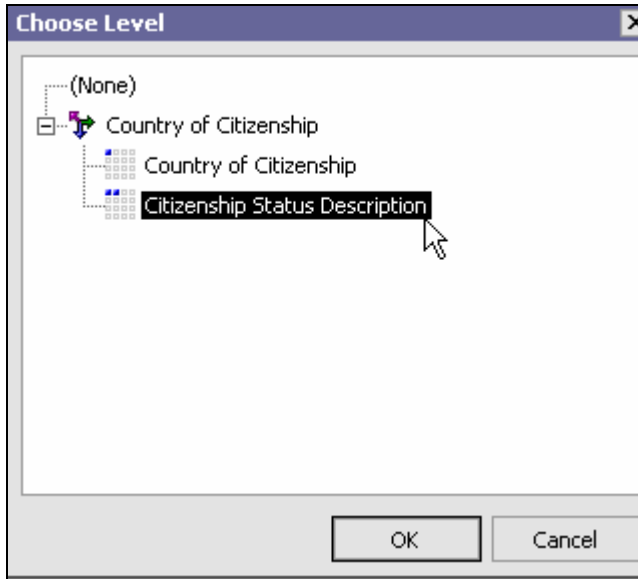 Choose Level
(None)
Country of Citizenship
Country of Citizenship
Citizenship Status Description
OK
Cancel